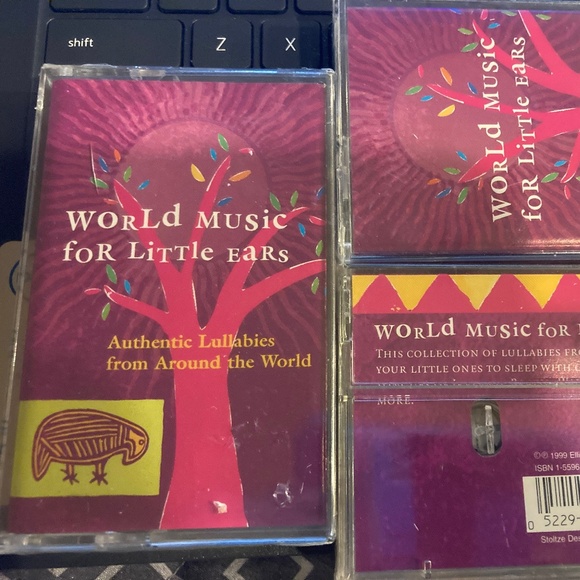 shift
Z
X
WORLd MUSic
foR LiTTle EaRS
Authentic Lullabies
from Around the World
WORLd MUSic
foR LiTTle EaRS
WORLd MUSic foR
THIS COLLECTION OF LULLABIES
YOUR LITTLE ONES TO SLEEP WITH
MORE.
©℗ 1999
ISBN 1-5596
0 5229